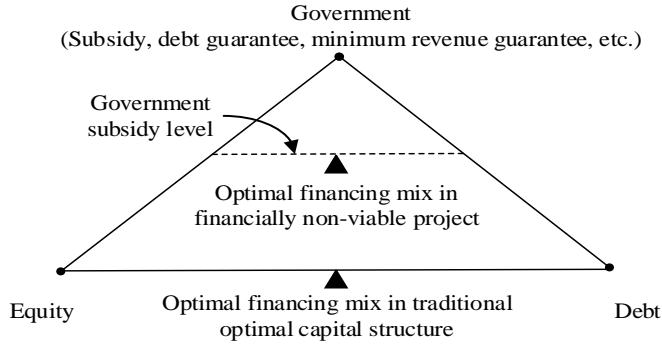 Government
(Subsidy, debt guarantee, minimum revenue guarantee, etc.)
Government
subsidy level
Optimal financing mix in
financially non-viable project
Equity
Optimal financing mix in traditional
optimal capital structure
Debt